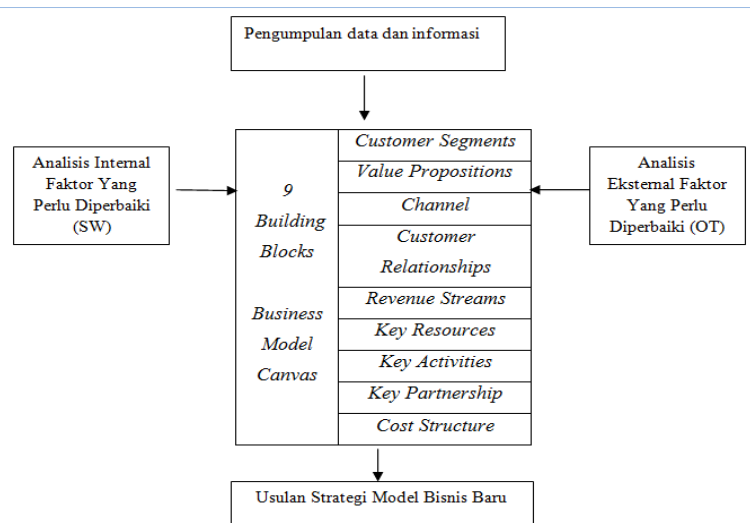 Pengumpulan data dan informasi
Analisis Internal
Faktor Yang
Perlu Diperbaiki
(SW)
9
Building
Blocks
Business
Model
Canvas
Customer Segments
Value Propositions
Channel
Customer
Relationships
Revenue Streams
Key Resources
Key Activities
Key Partnership
Cost Structure
Analisis
Eksternal Faktor
Yang Perlu
Diperbaiki (OT)
Usulan Strategi Model Bisnis Baru